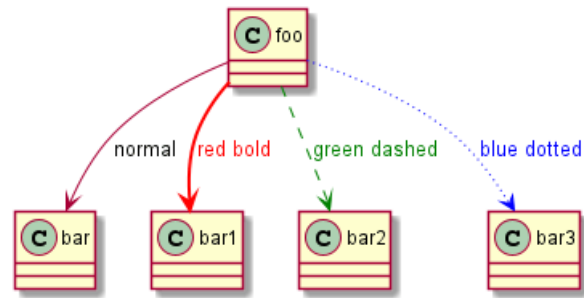 C foo
normal red bold green dashed blue dotted
C bar C bar1 C bar2 C bar3